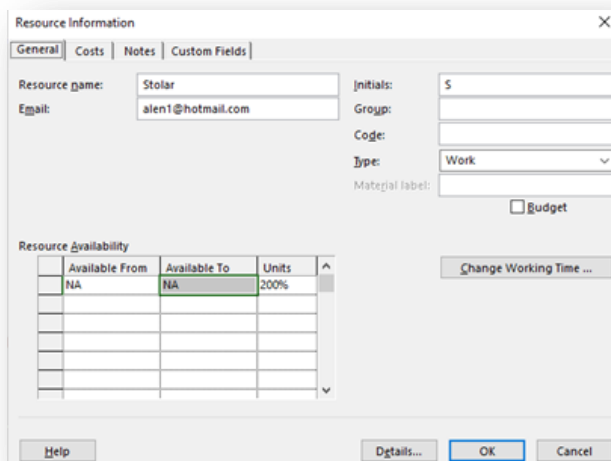 Resource Information
General Costs Notes Custom Fields
Resource name: Stolar Initials: S
Email: alen1@hotmail.com Group:
Code:
Type: Work
Material label:
Budget
Resource Availability
Available From Available To Units
NA NA 200%
Change Working Time ...
Help Details... OK Cancel